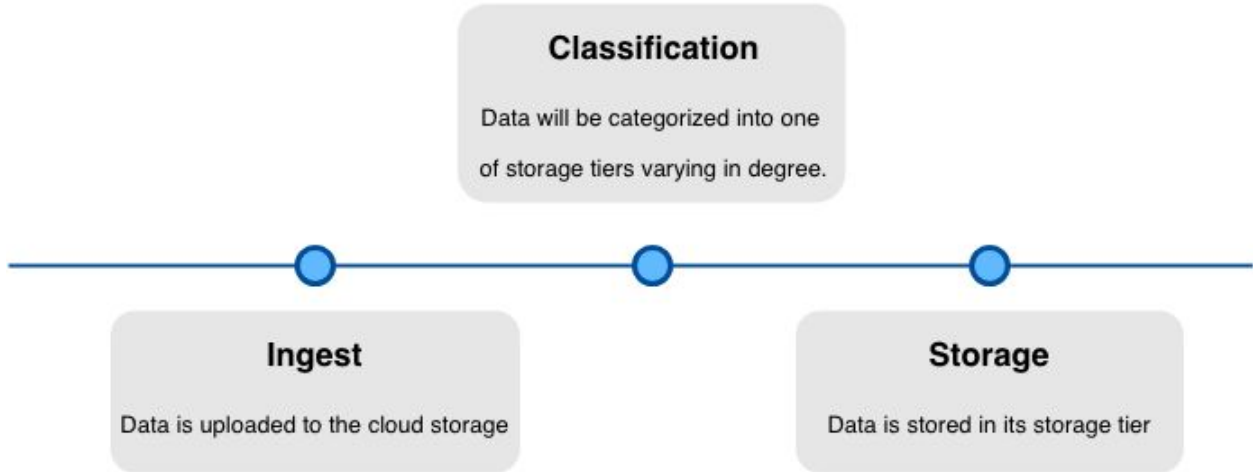 Classification
Data will be categorized into one
of storage tiers varying in degree.
Ingest
Data is uploaded to the cloud storage
Storage
Data is stored in its storage tier